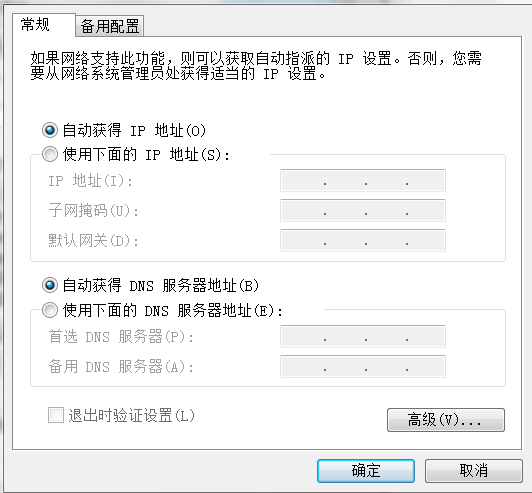 常规
备用配置
如果网络支持此功能，则可以获取自动指派的 IP 设置。否则，您需
要从网络系统管理员处获得适当的 IP 设置。
自动获得 IP 地址(O)
使用下面的 IP 地址(S):
IP 地址(I):
子网掩码(U):
默认网关(D):
自动获得 DNS 服务器地址(B)
使用下面的 DNS 服务器地址(E):
首选 DNS 服务器(P):
备用 DNS 服务器(A):
退出时验证设置(L)
高级(V)...
确定
取消